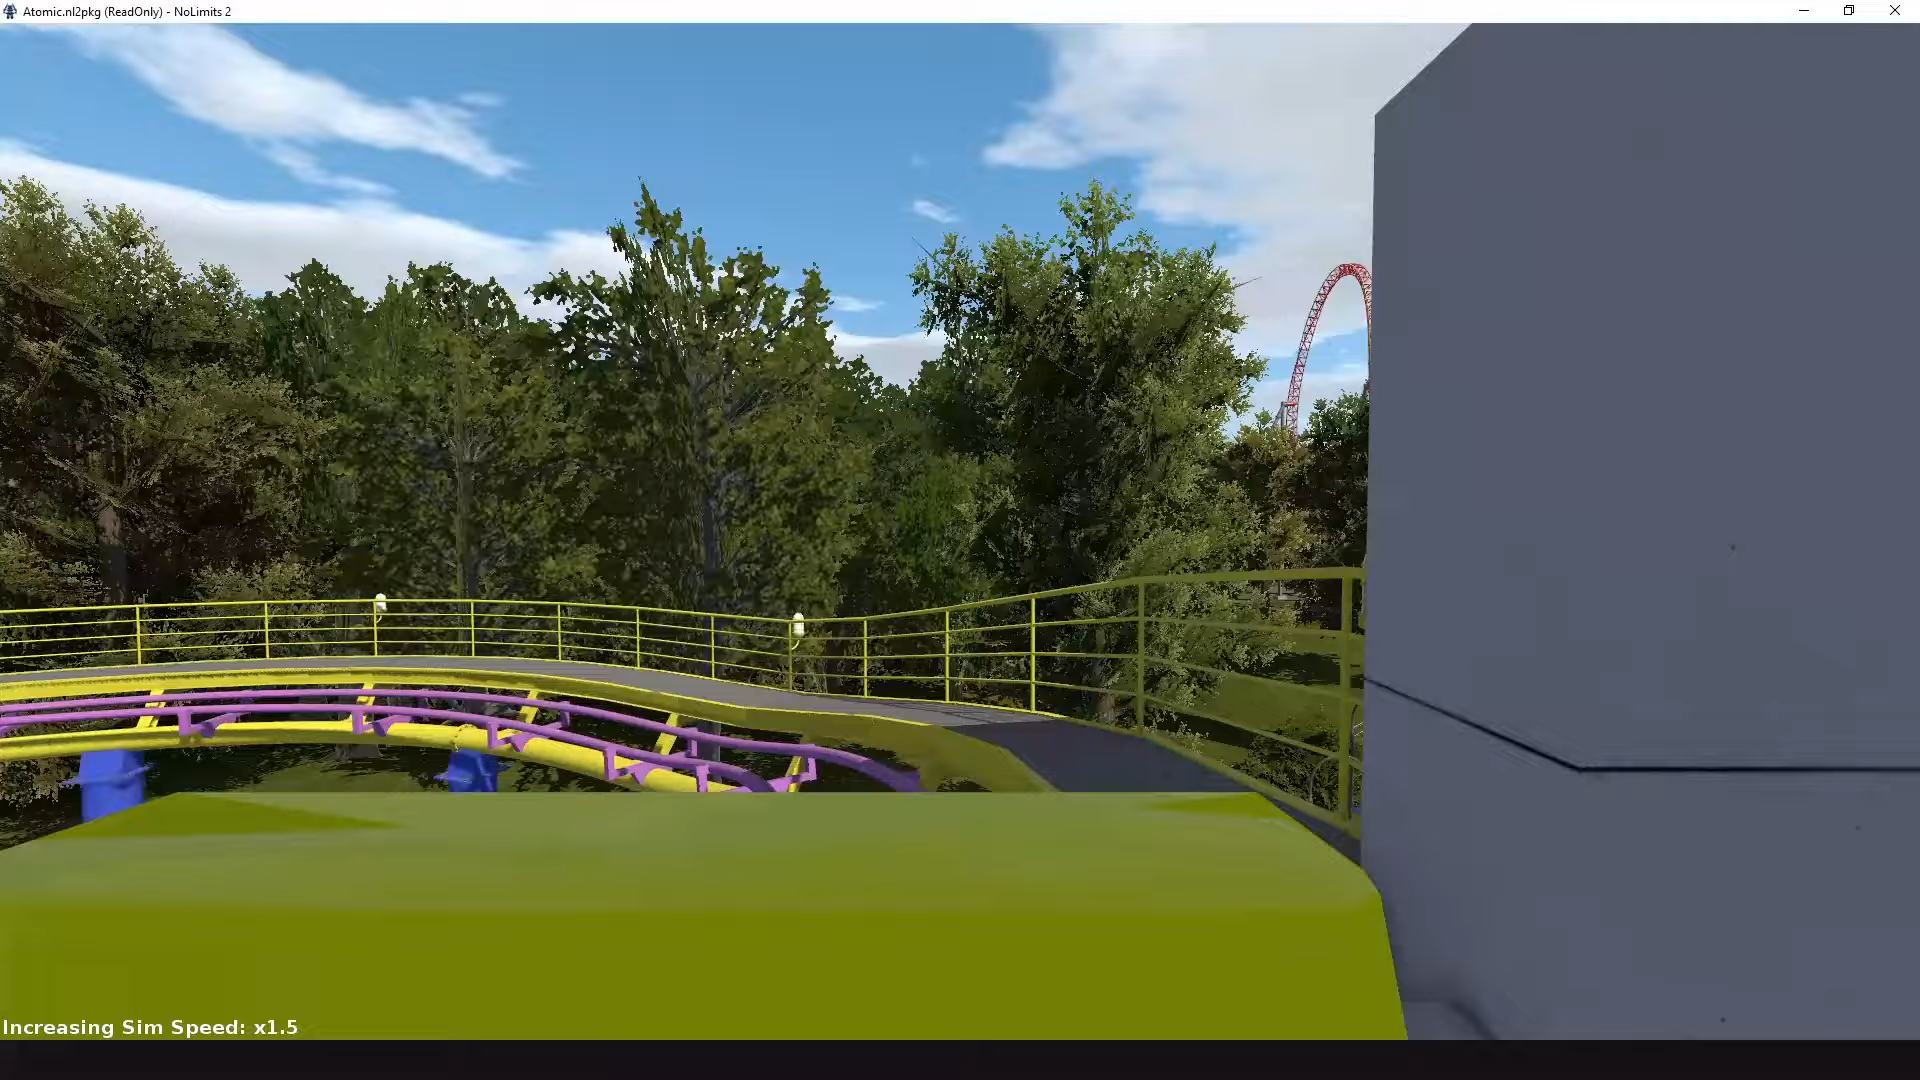 Atomic.nl2pkg (ReadOnly) - NoLimits 2
Increasing Sim Speed: x1.5